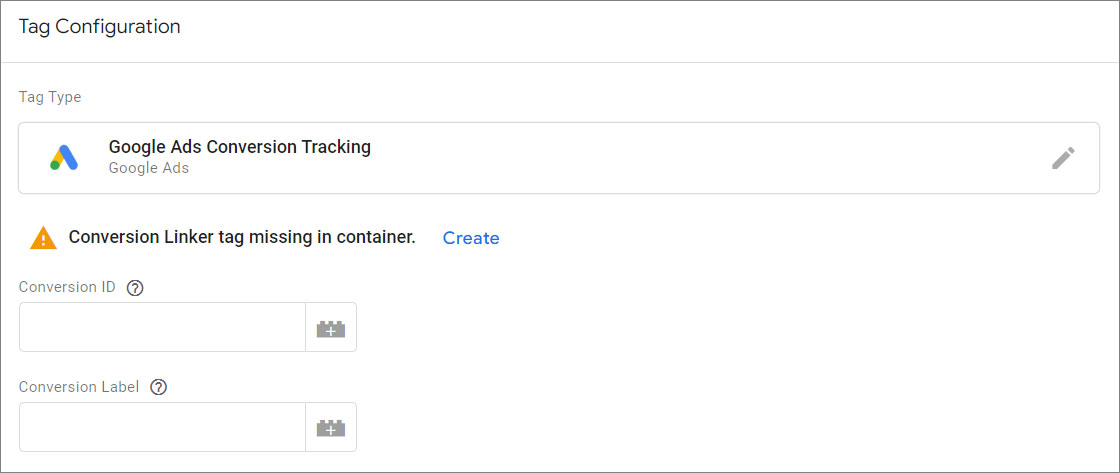 Tag Configuration
Tag Type
Google Ads Conversion Tracking
Google Ads
Conversion Linker tag missing in container. Create
Conversion ID ?
Conversion Label ?